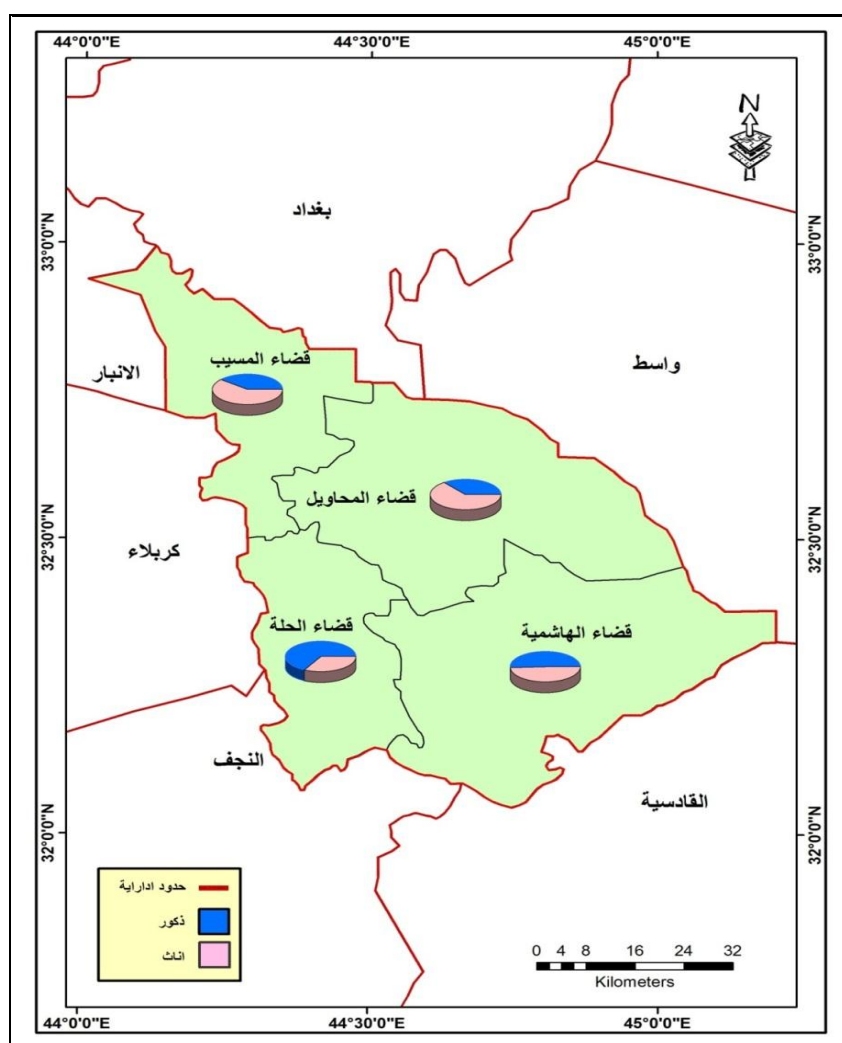 44°0'0"E
44°30'0"E
45°0'0"E
N
33°0'0"N
33°0'0"N
بغداد
قضاء المسيب
واسط
الانبار
قضاء المحاويل
32°30'0"N
32°30'0"N
كربلاء
قضاء الحلة
قضاء الهاشمية
النجف
القادسية
32°0'0"N
32°0'0"N
حدود اداراية
ذكور
اناث
0 4 8 16 24 32
Kilometers
44°0'0"E
44°30'0"E
45°0'0"E